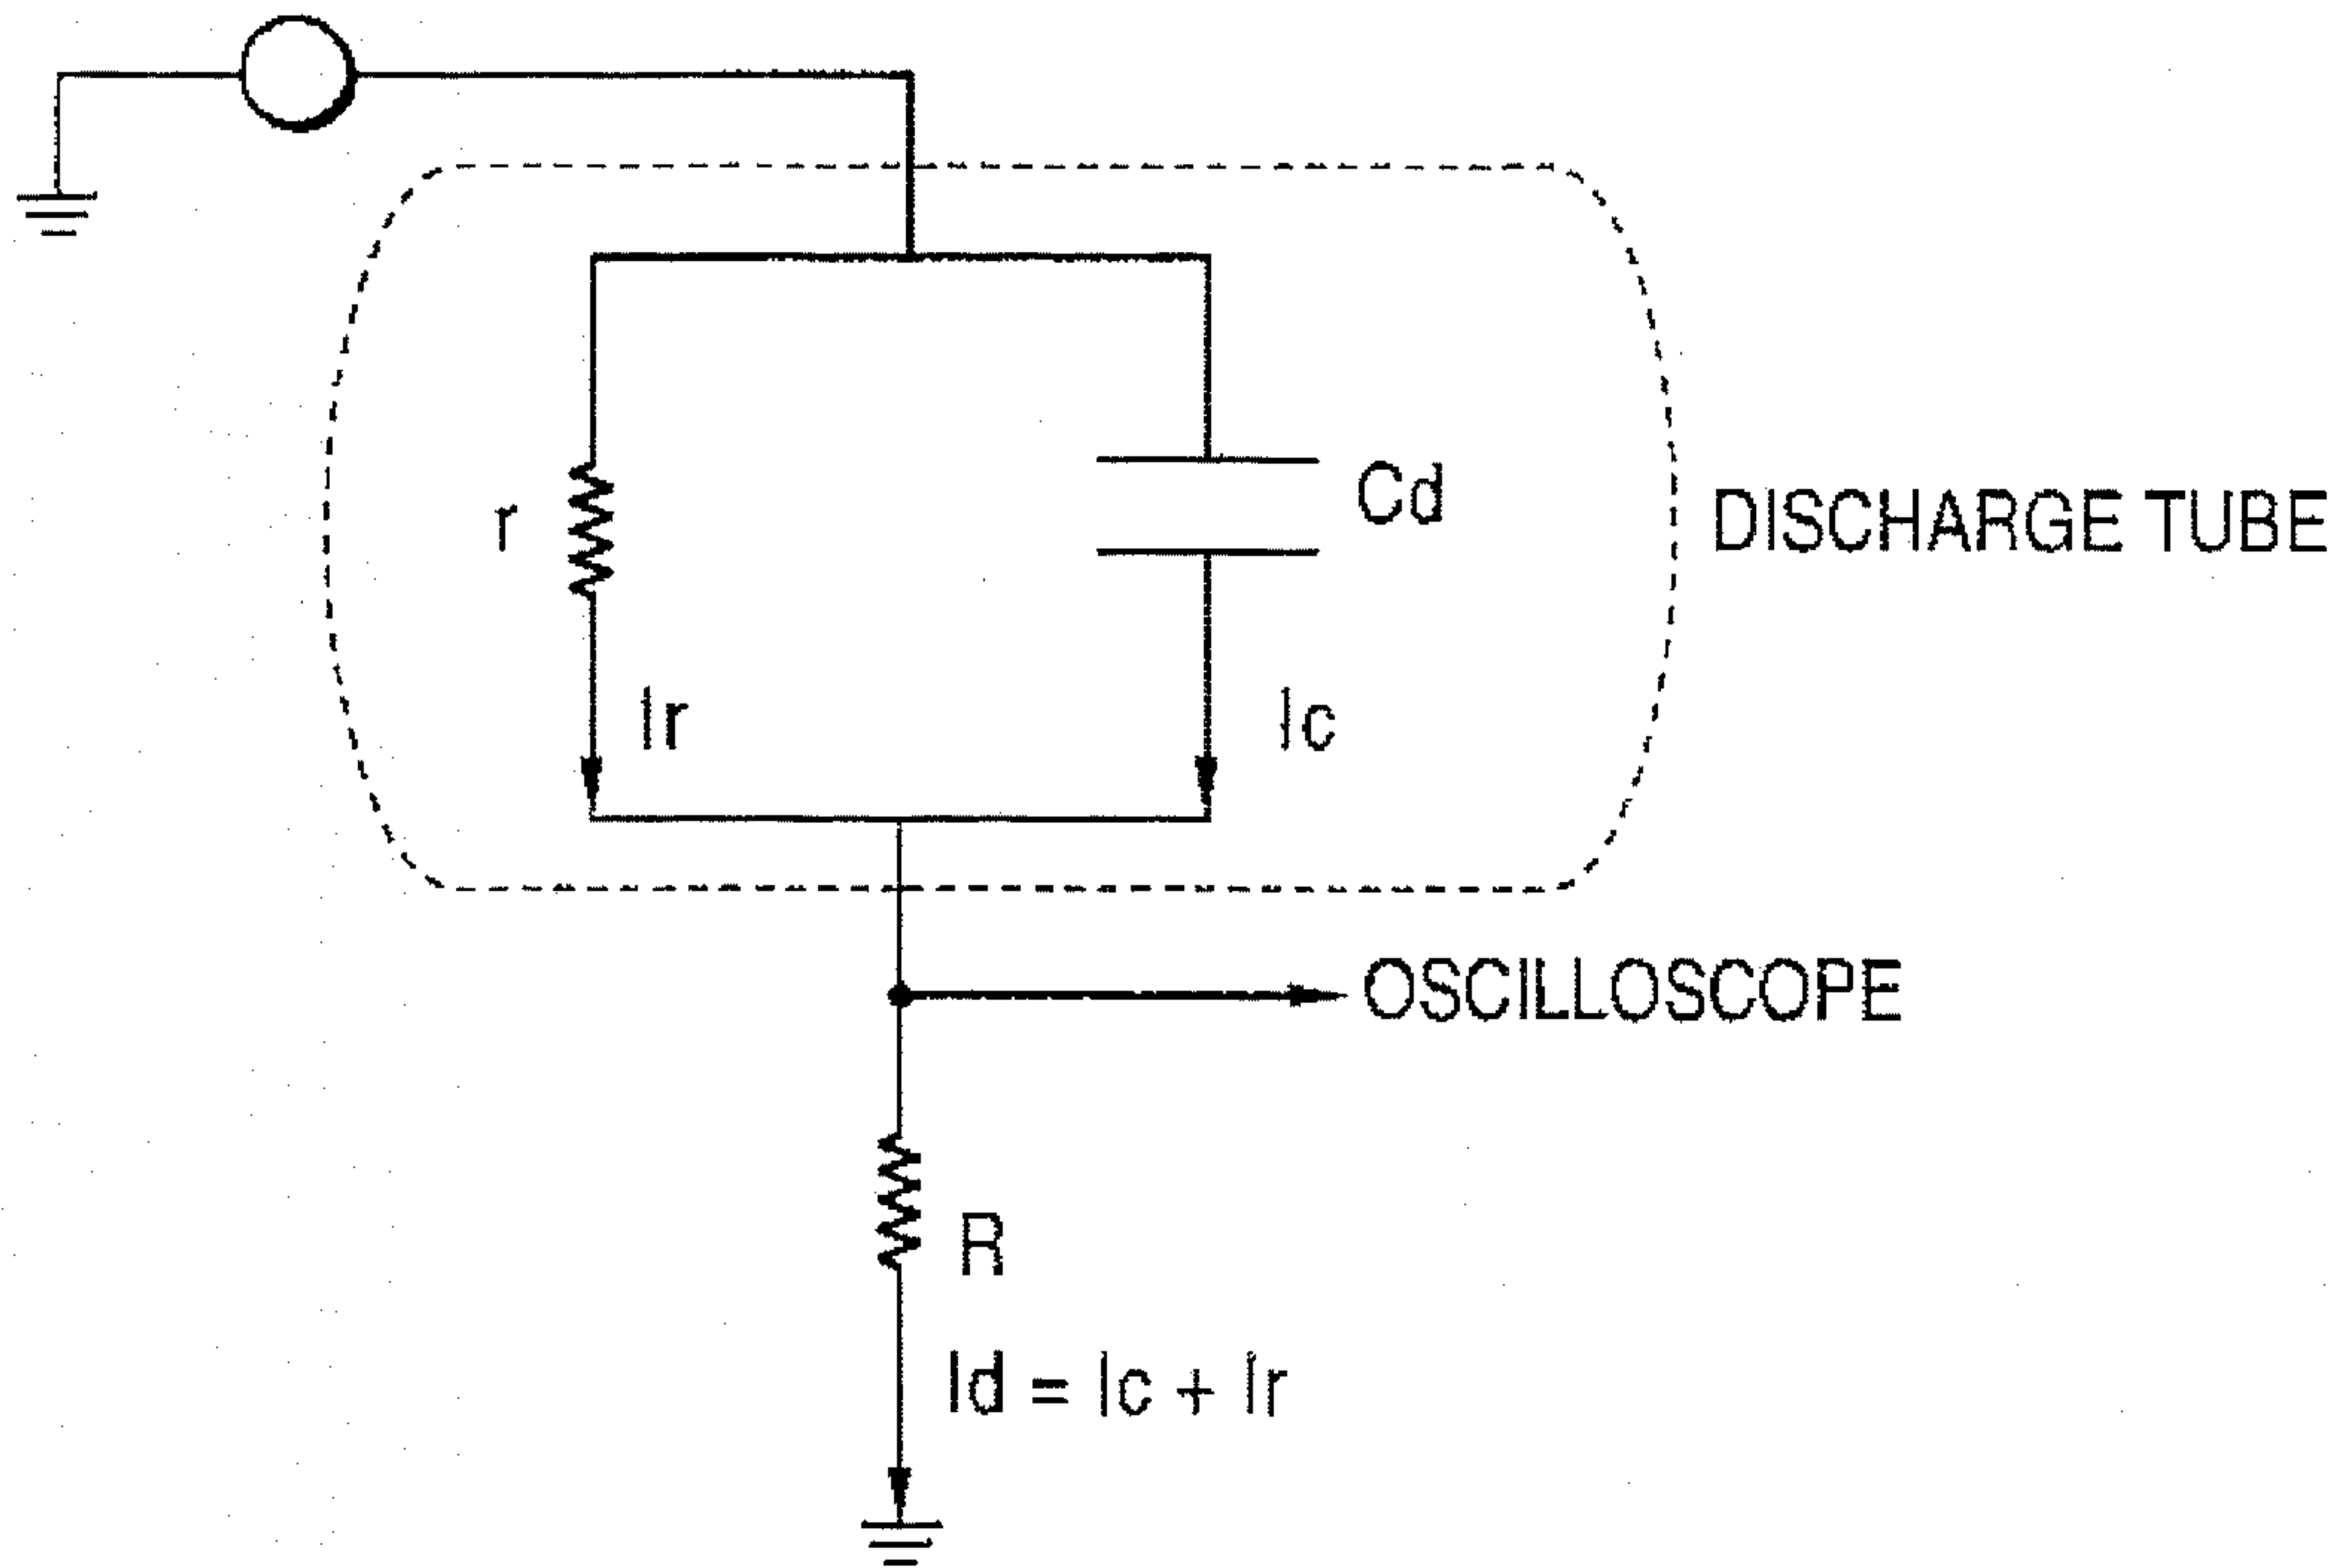 r
Cd
DISCHARGE TUBE
Ir
Ic
OSCILLOSCOPE
R
Id = Ic + Ir